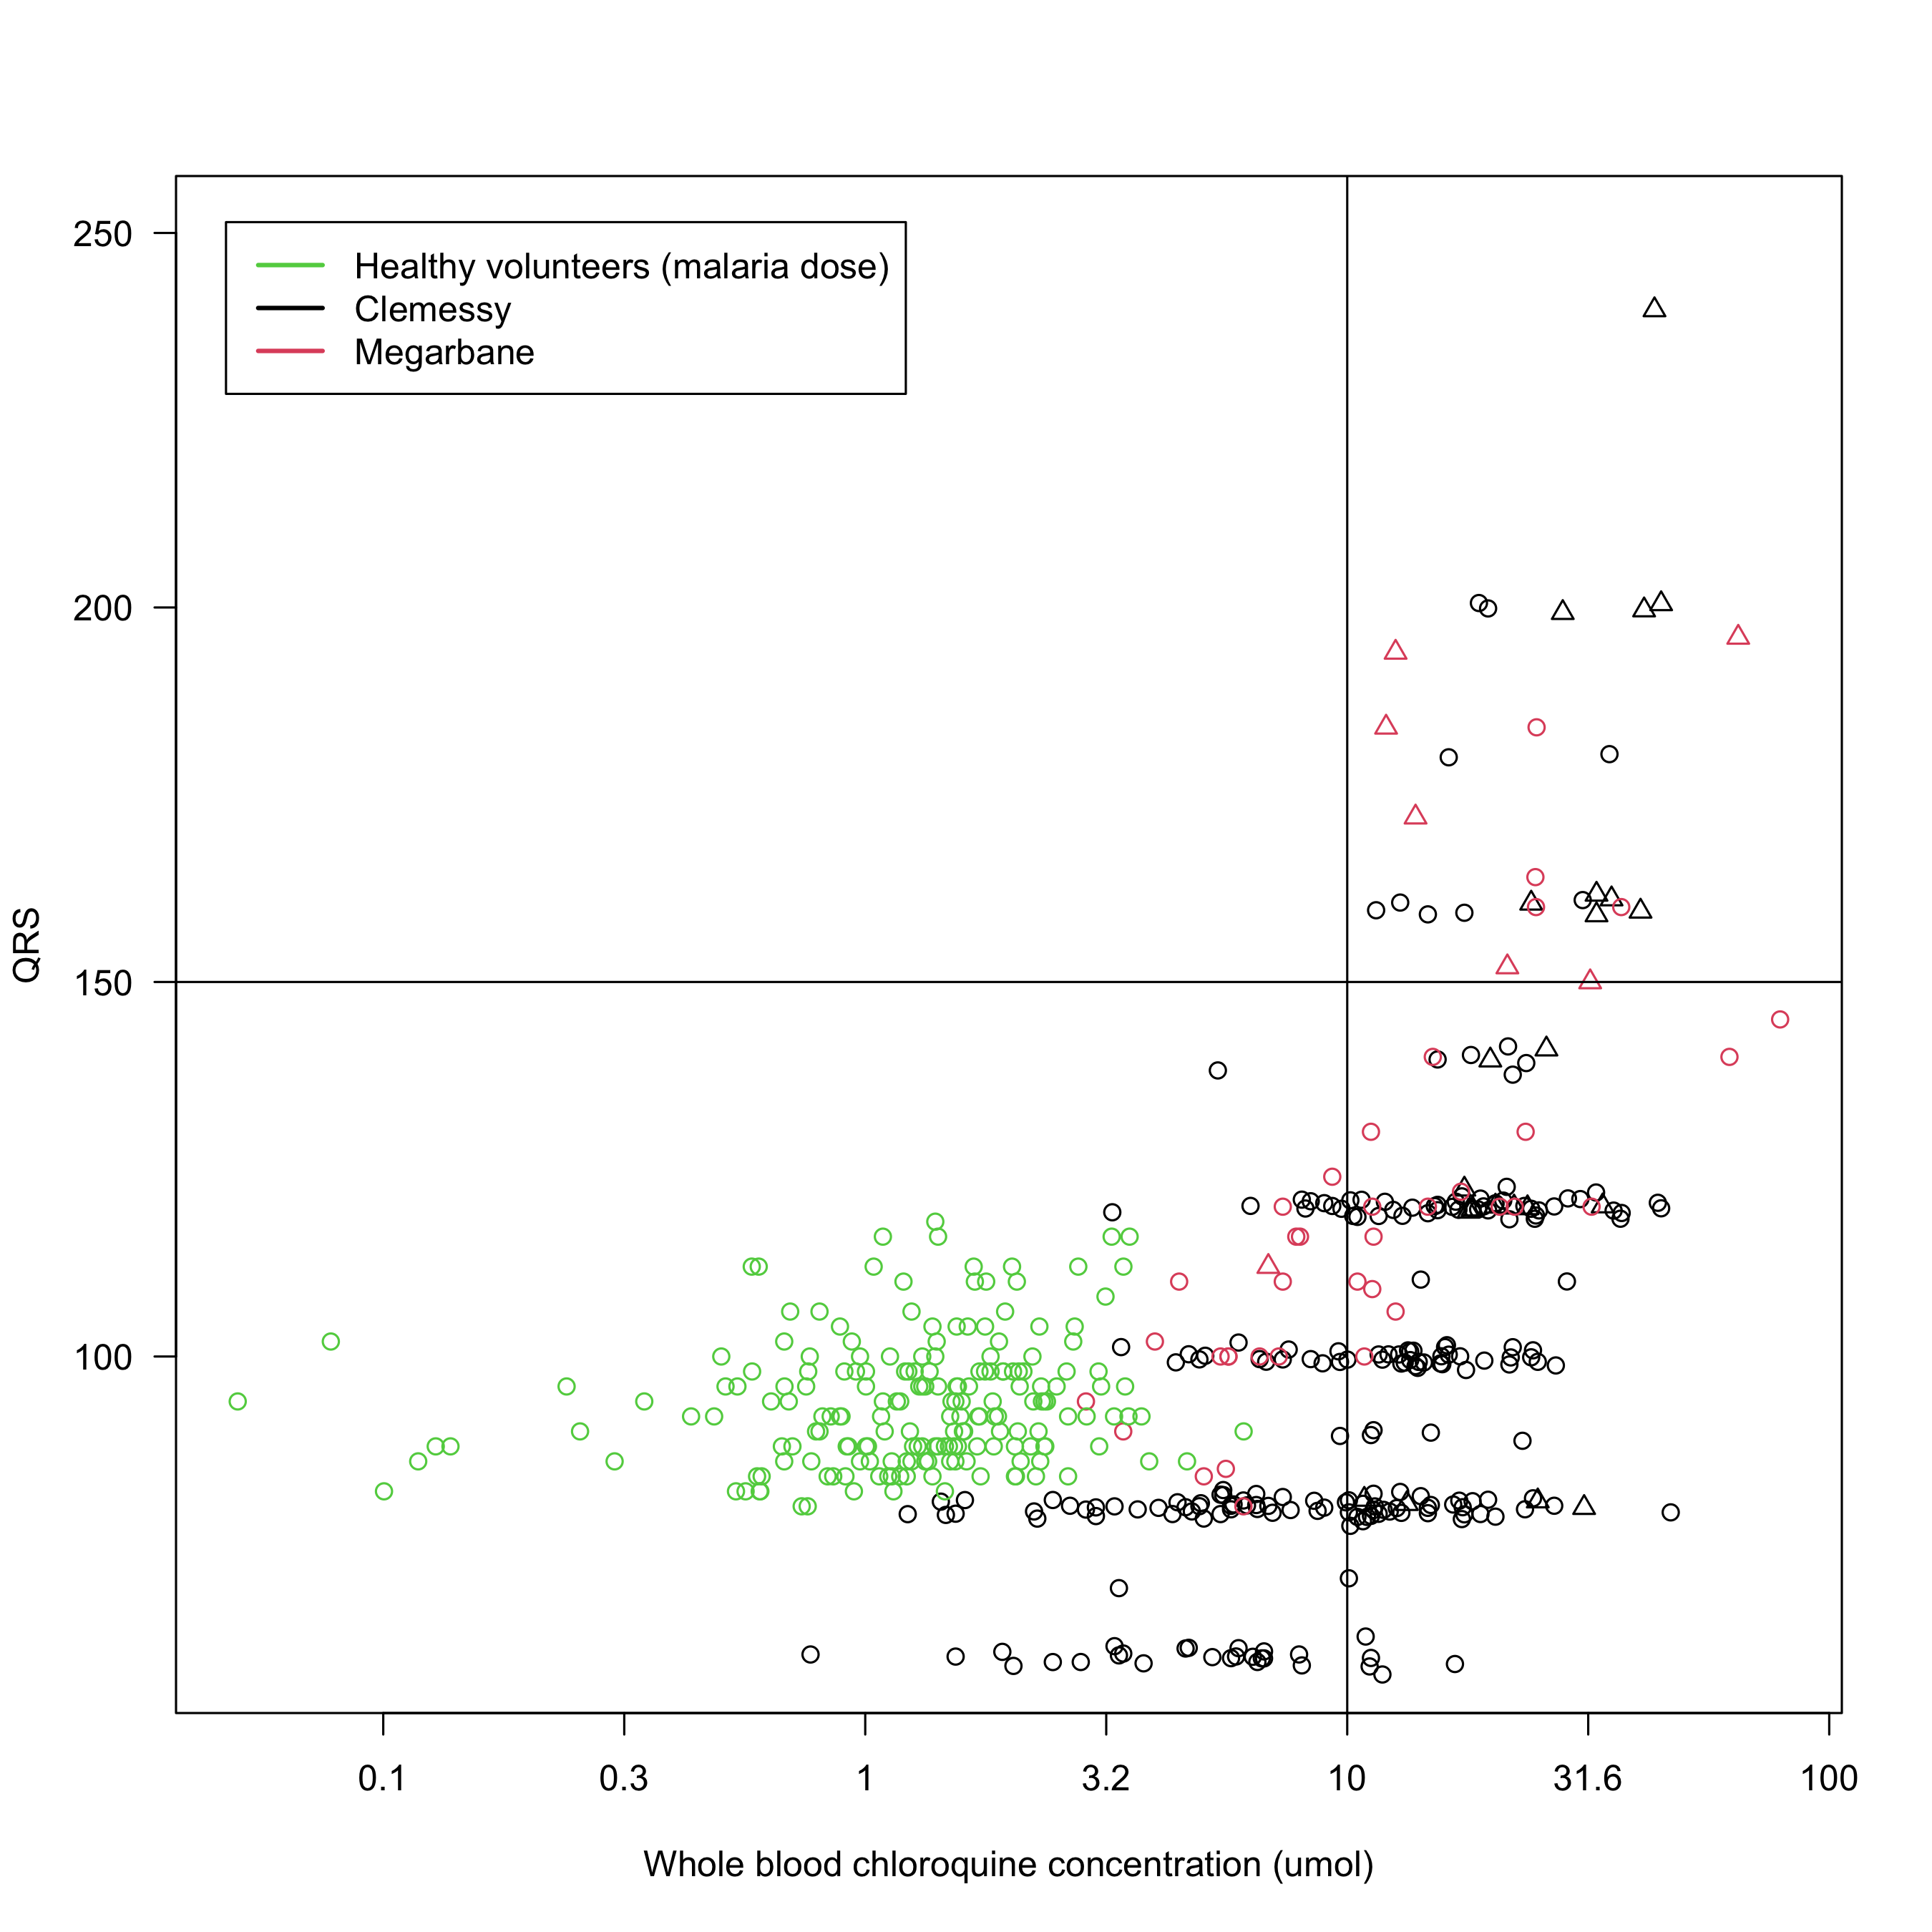 250
200
150
100
QRS
Healthy volunteers (malaria dose)
Clemessy
Megarbane
0.1 0.3 1 3.2 10 31.6 100
Whole blood chloroquine concentration (umol)